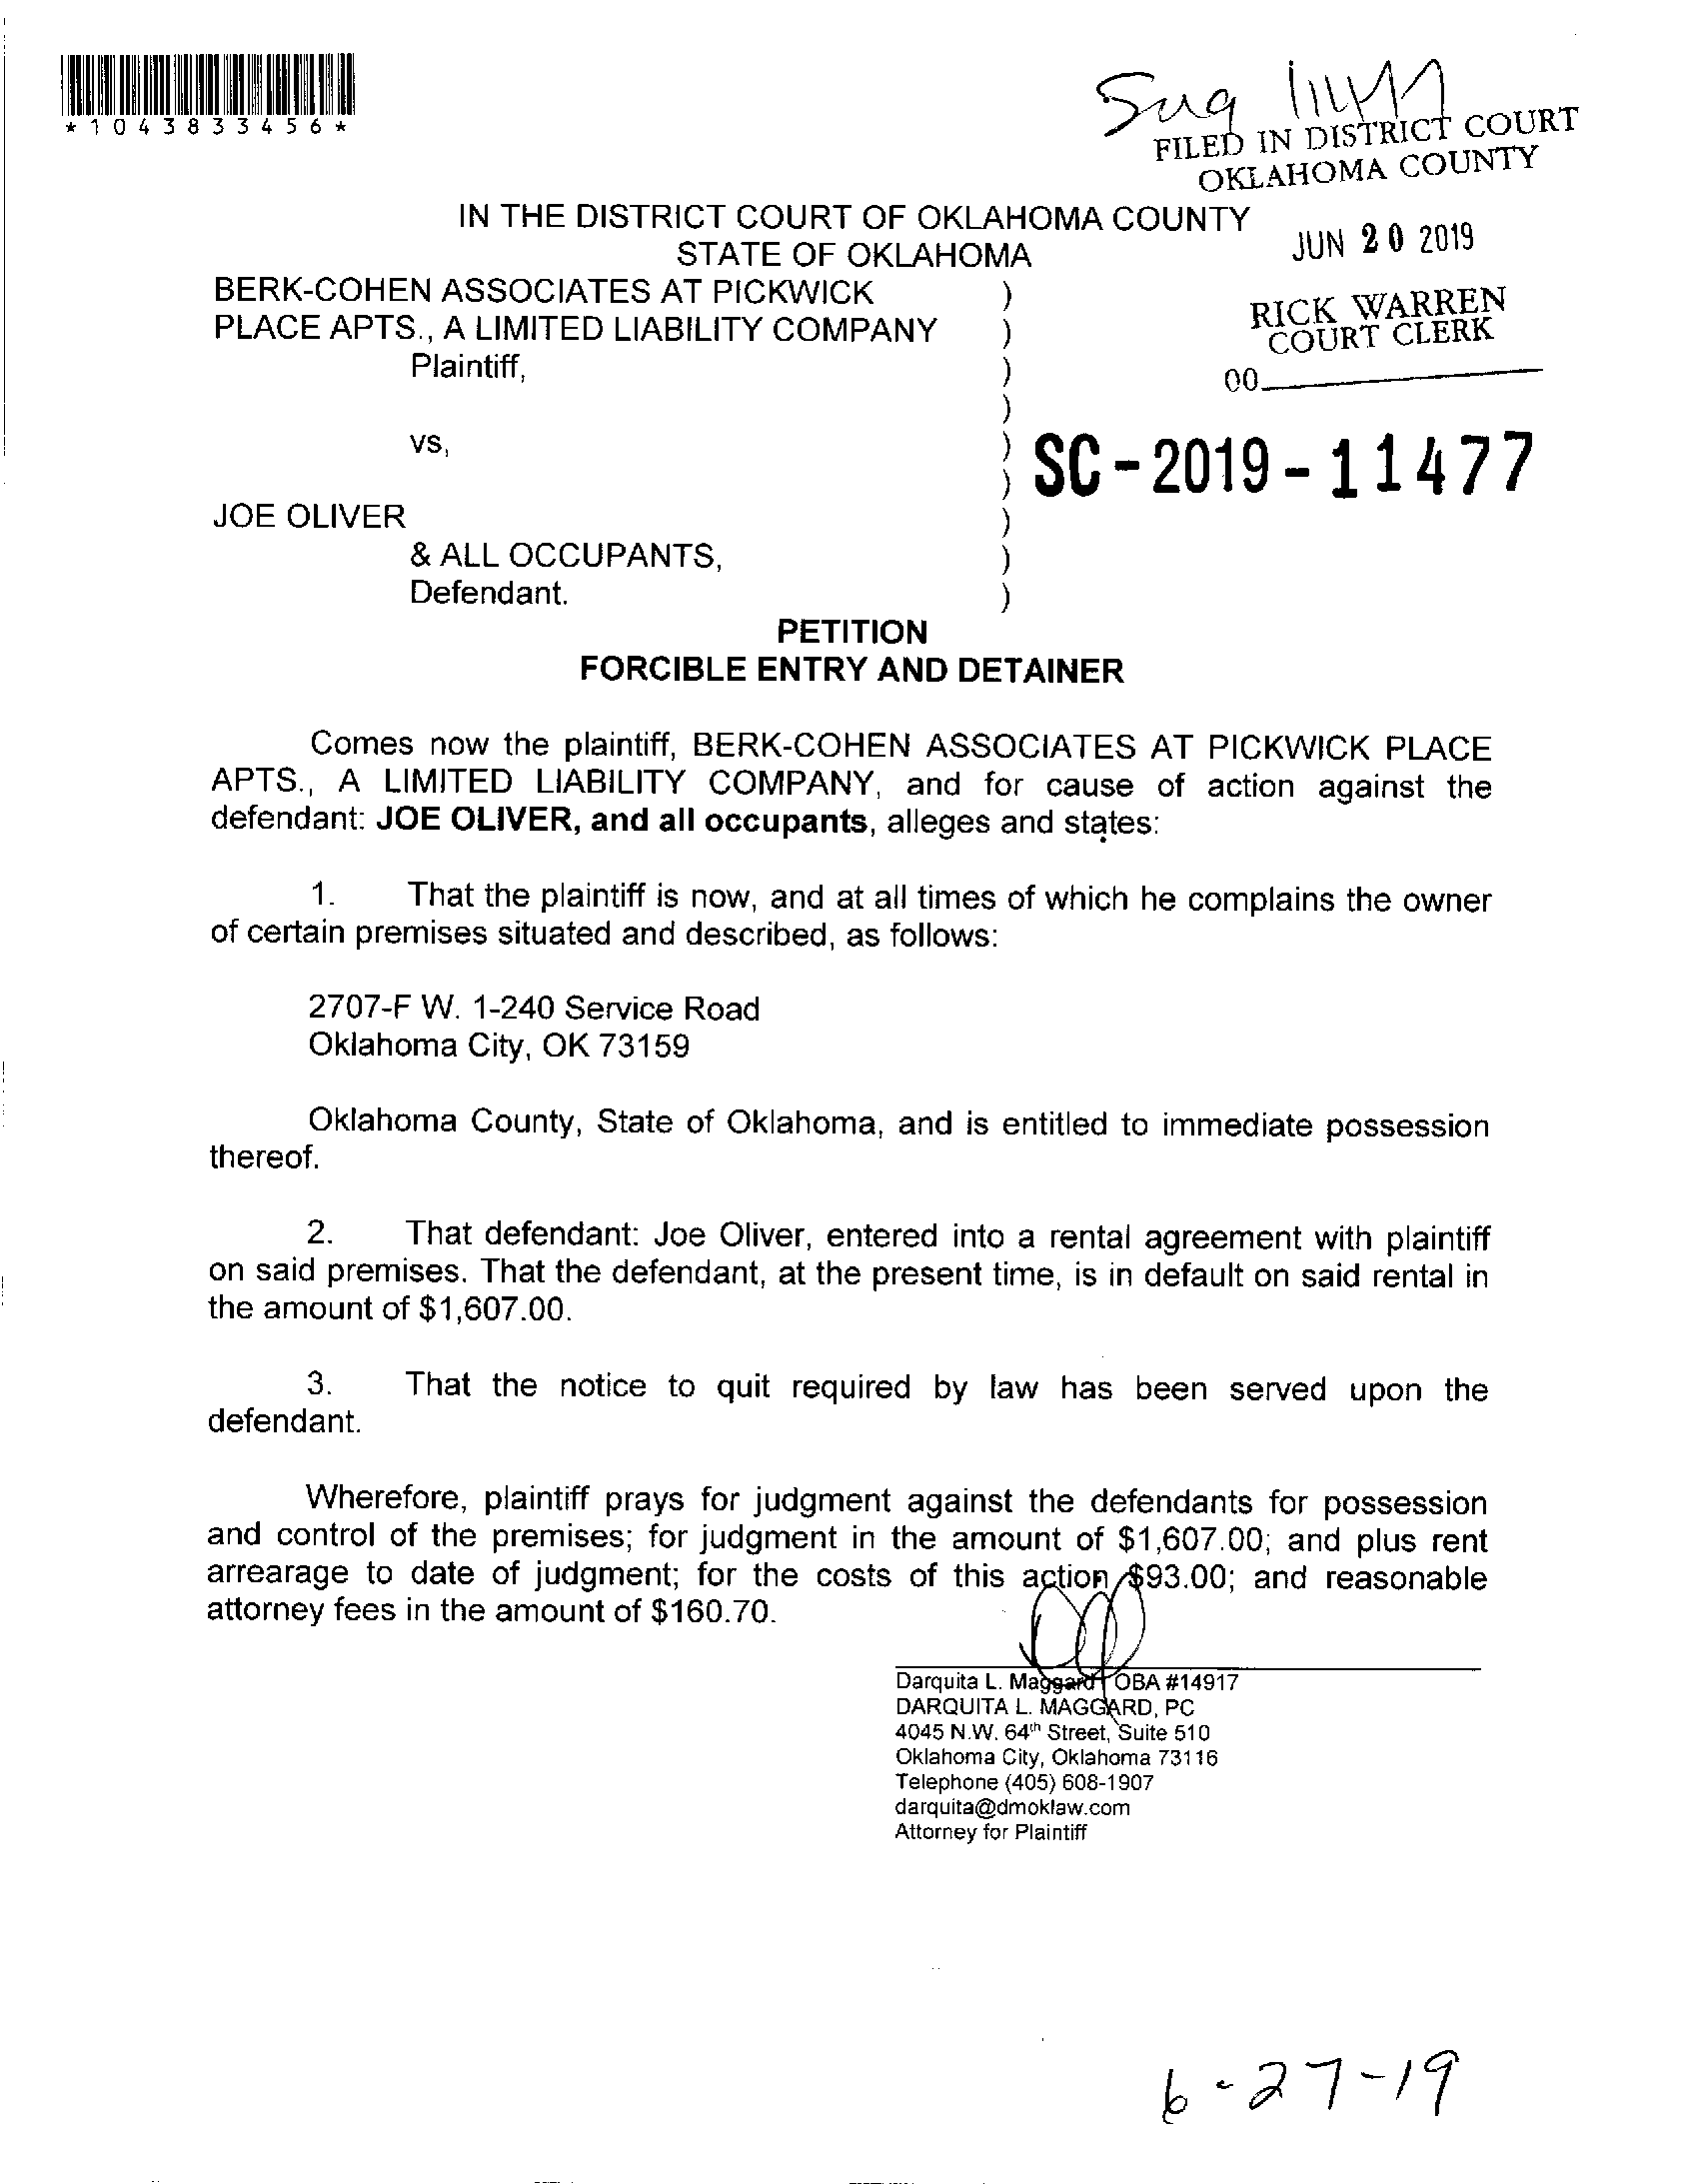 *1043833456*
FILED IN DISTRICT COURT
OKLAHOMA COUNTY
IN THE DISTRICT COURT OF OKLAHOMA COUNTY
STATE OF OKLAHOMA
JUN 20 2019
BERK-COHEN ASSOCIATES AT PICKWICK )
PLACE APTS., A LIMITED LIABILITY COMPANY )
Plaintiff, )
)
RICK WARREN
COURT CLERK
00
vs, )
)
SC-2019-11477
JOE OLIVER )
& ALL OCCUPANTS, )
Defendant. )
PETITION
FORCIBLE ENTRY AND DETAINER
Comes now the plaintiff, BERK-COHEN ASSOCIATES AT PICKWICK PLACE
APTS., A LIMITED LIABILITY COMPANY, and for cause of action against the
defendant: JOE OLIVER, and all occupants, alleges and states:
1. That the plaintiff is now, and at all times of which he complains the owner
of certain premises situated and described, as follows:
2707-F W. 1-240 Service Road
Oklahoma City, OK 73159
Oklahoma County, State of Oklahoma, and is entitled to immediate possession
thereof.
2. That defendant: Joe Oliver, entered into a rental agreement with plaintiff
on said premises. That the defendant, at the present time, is in default on said rental in
the amount of $1,607.00.
3. That the notice to quit required by law has been served upon the
defendant.
Wherefore, plaintiff prays for judgment against the defendants for possession
and control of the premises; for judgment in the amount of $1,607.00; and plus rent
arrearage to date of judgment; for the costs of this action $93.00; and reasonable
attorney fees in the amount of $160.70.
Darquita L. Maggard OBA #14917
DARQUITA L. MAGGARD, PC
4045 N.W. 64th Street, Suite 510
Oklahoma City, Oklahoma 73116
Telephone (405) 608-1907
darquita@dmoklaw.com
Attorney for Plaintiff
6-27-19